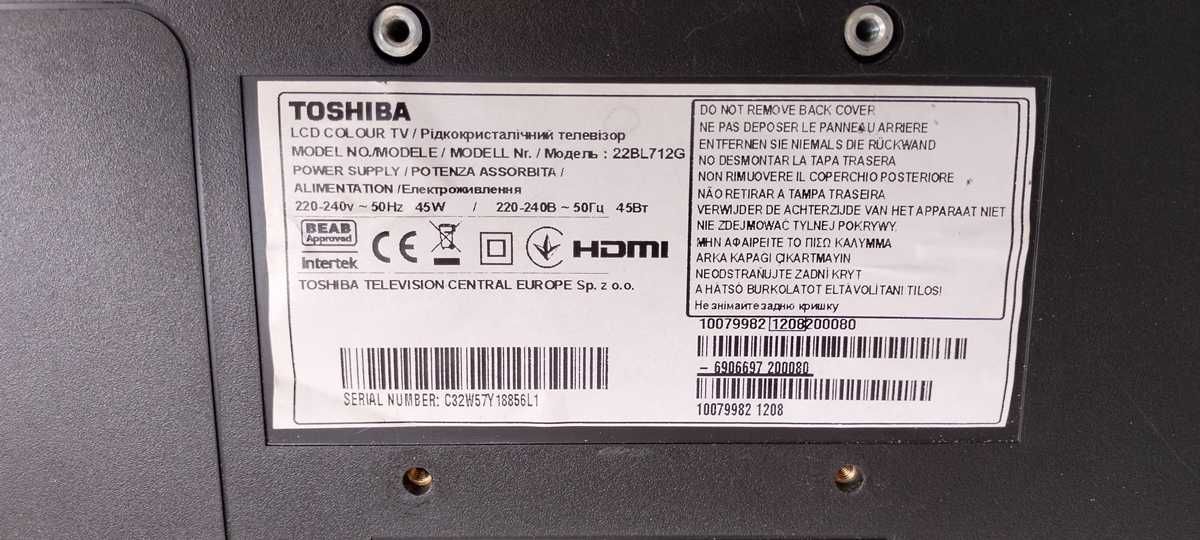 TOSHIBA
LCD COLOUR TV / Рідкокристалічний телевізор
MODEL NO./MODELE / MODELL Nr. / Модель : 22BL712G
POWER SUPPLY / POTENZA ASSORBITA /
ALIMENTATION /Електроживлення
220-240v ~ 50Hz 45W / 220-240В ~ 50Гц 45Вт
BEAB
Approved
Intertek
CE
HDMI
TOSHIBA TELEVISION CENTRAL EUROPE Sp. z o.o.
SERIAL NUMBER: C32W57Y18856L1
DO NOT REMOVE BACK COVER
NE PAS DEPOSER LE PANNEAU ARRIERE
ENTFERNEN SIE NIEMALS DIE RÜCKWAND
NO DESMONTAR LA TAPA TRASERA
NON RIMUOVERE IL COPERCHIO POSTERIORE
NÃO RETIRAR A TAMPA TRASEIRA
VERWIJDER DE ACHTERZIJDE VAN HET APPARAAT NIET
NIE ZDEJMOWAĆ TYLNEJ POKRYWY.
ΜΗΝ ΑΦΑΙΡΕΙΤΕ ΤΟ ΠΙΣΩ ΚΑΛΥΜΜΑ
ARKA KAPAGI ÇIKARTMAYIN
NEODSTRAŇUJTE ZADNÍ KRYT
A HÁTSÓ BURKOLATOT ELTÁVOLÍTANI TILOS!
Не знімайте задню кришку
10079982 1208200080
- 6906697 200080
10079982 1208